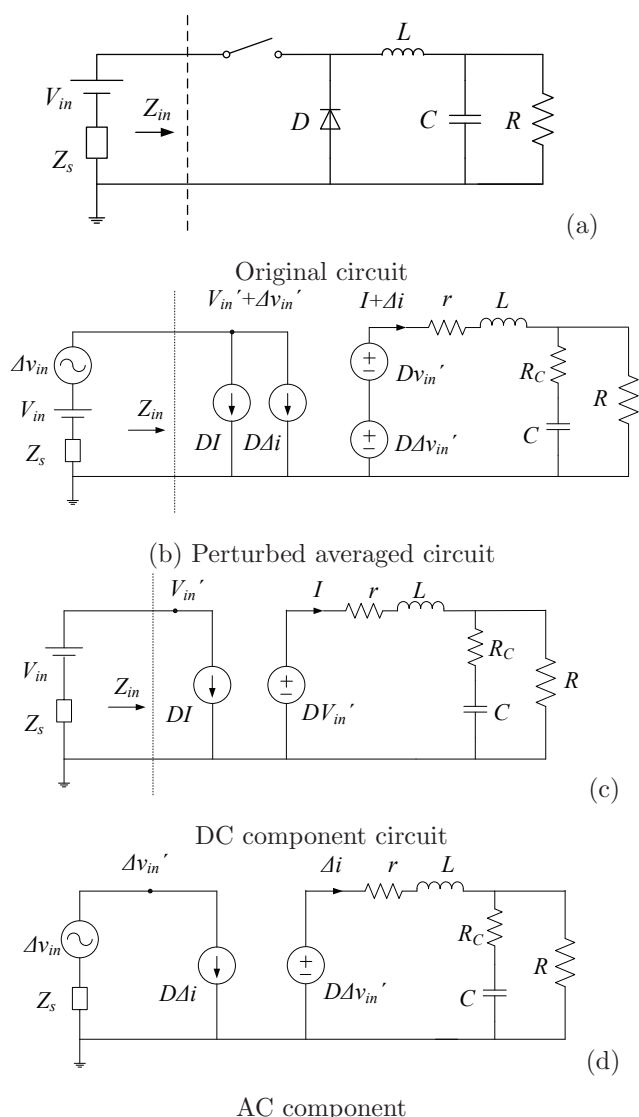 L
V_in
Z_in
D
C
R
Z_s
(a)
Original circuit
V_in´+Δv_in´
I+Δi
r
L
Δv_in
Dv_in´
R_C
V_in
Z_in
R
Z_s
DI
DΔi
DΔv_in´
C
(b) Perturbed averaged circuit
V_in´
I
r
L
V_in
R_C
Z_in
R
Z_s
DI
DV_in´
C
(c)
DC component circuit
Δv_in´
Δi
r
L
Δv_in
R_C
R
Z_s
DΔi
DΔv_in´
C
(d)
AC component